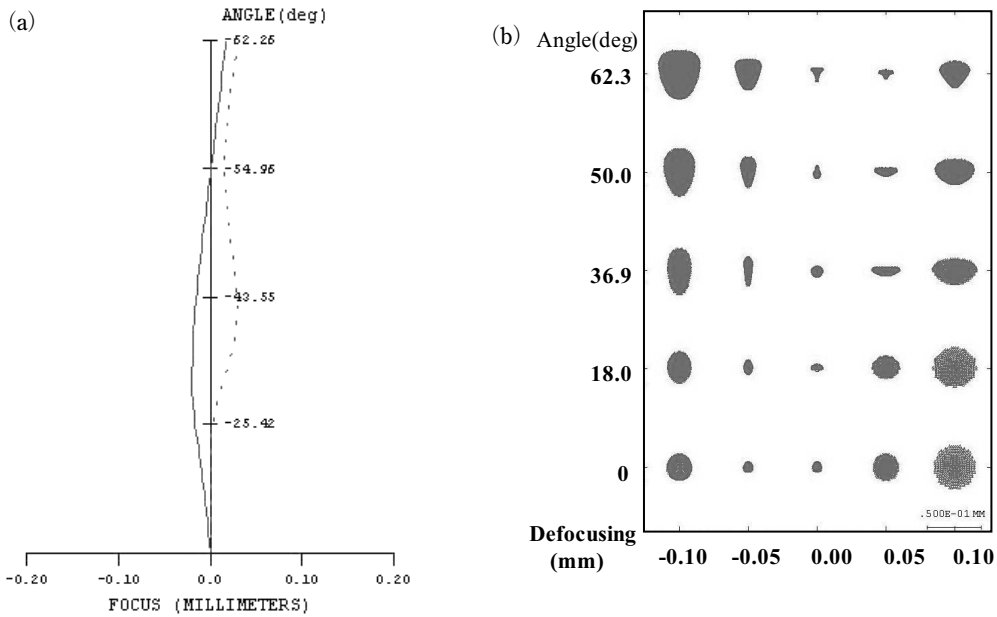 (a)
ANGLE(deg)
62.25
54.95
43.55
25.42
-0.20
-0.10
0.0
0.10
0.20
FOCUS (MILLIMETERS)
(b)
Angle(deg)
62.3
50.0
36.9
18.0
0
.500E-01 MM
Defocusing
(mm)
-0.10
-0.05
0.00
0.05
0.10